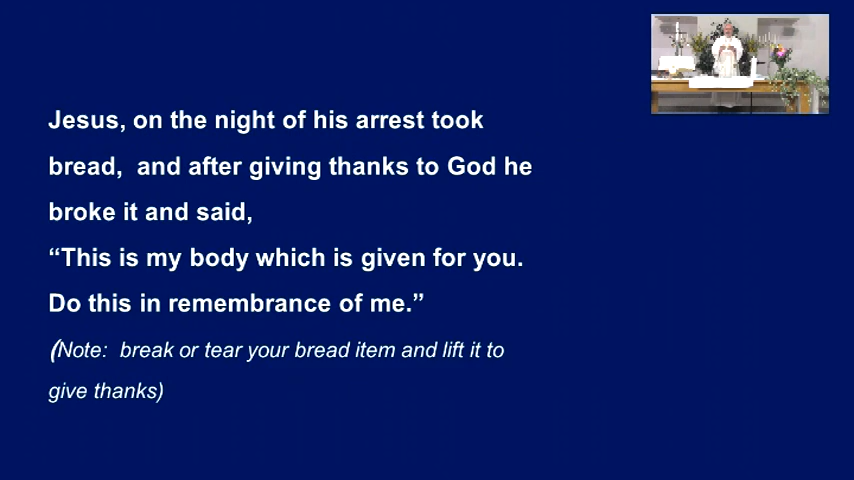 Jesus, on the night of his arrest took
bread,  and after giving thanks to God he
broke it and said,
“This is my body which is given for you.
Do this in remembrance of me.”
(Note:  break or tear your bread item and lift it to
give thanks)